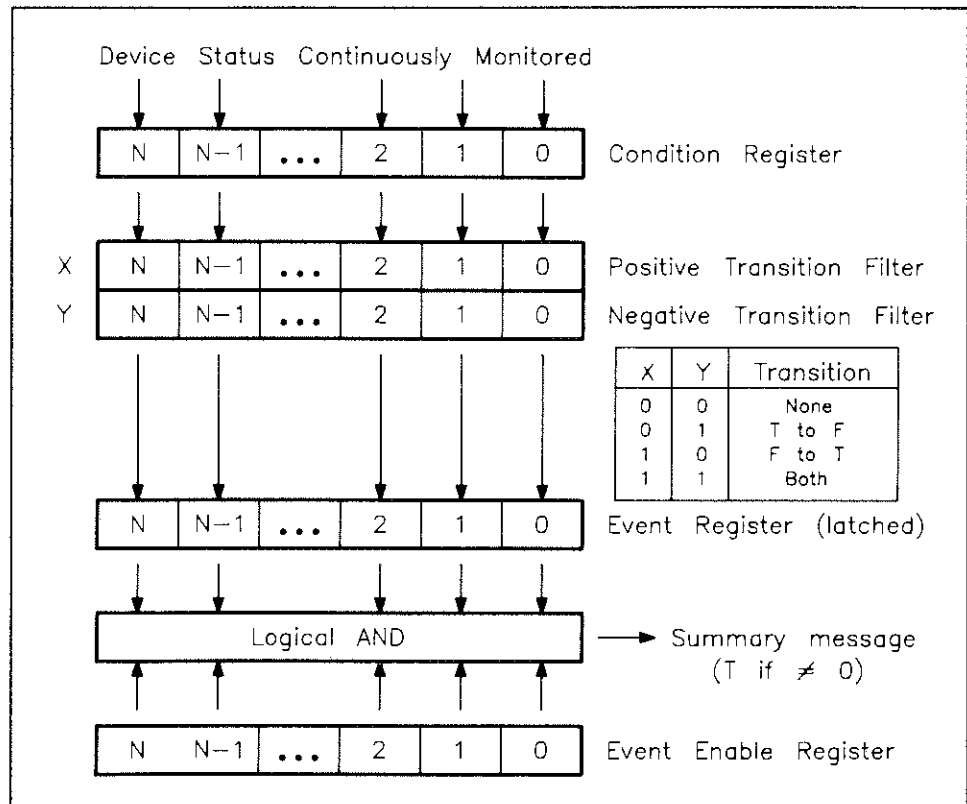 Device Status Continuously Monitored
N N-1 ... 2 1 0 Condition Register
X N N-1 ... 2 1 0 Positive Transition Filter
Y N N-1 ... 2 1 0 Negative Transition Filter
X Y Transition
0 0 None
0 1 T to F
1 0 F to T
1 1 Both
N N-1 ... 2 1 0 Event Register (latched)
Logical AND Summary message
(T if ≠ 0)
N N-1 ... 2 1 0 Event Enable Register